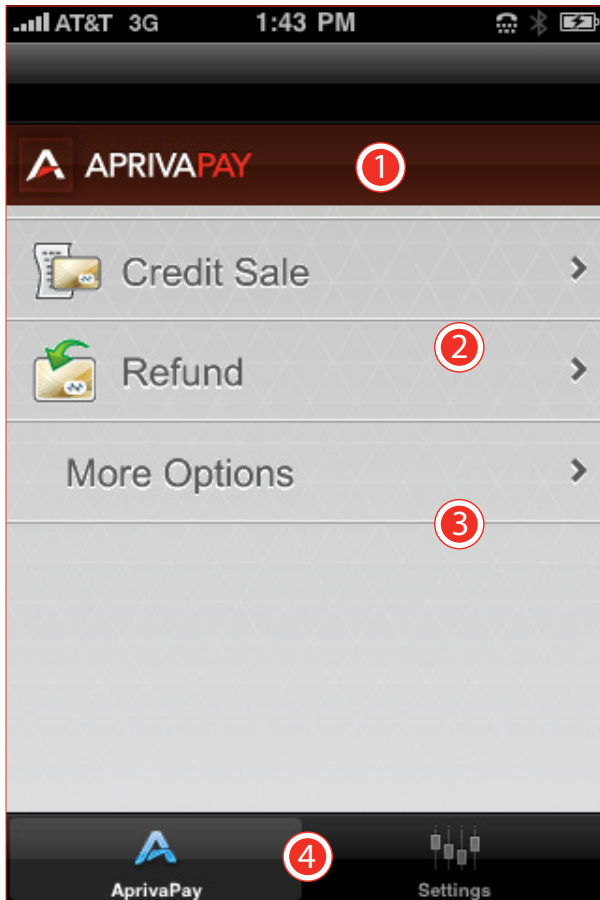 AT&T 3G 1:43 PM
APRIVAPAY 1
Credit Sale
2
Refund
More Options
3
4
AprivaPay Settings